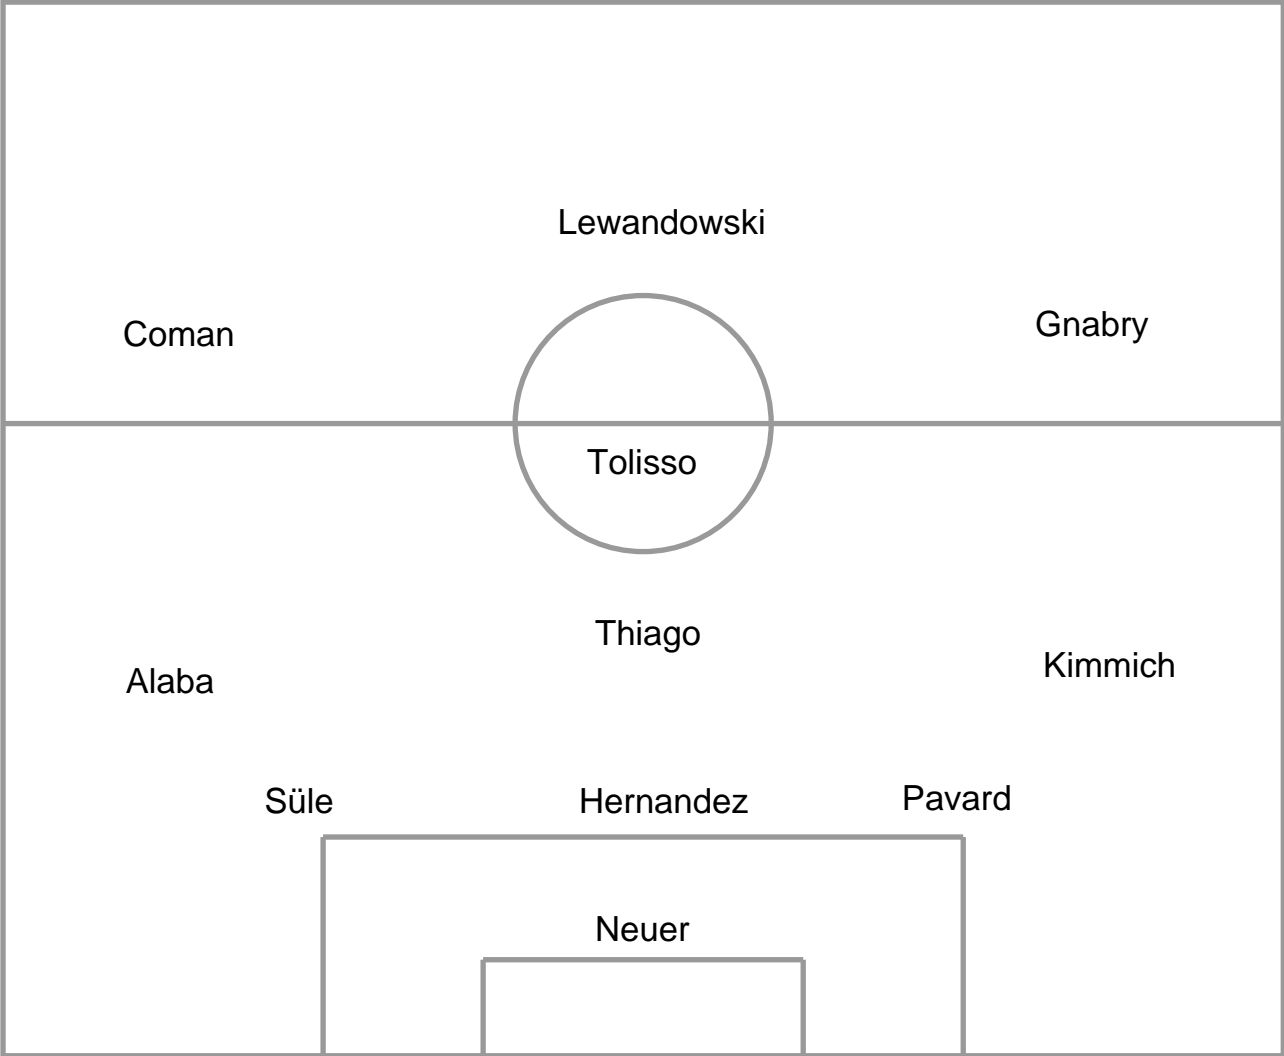 Lewandowski
Coman
Gnabry
Tolisso
Thiago
Alaba
Kimmich
Süle
Hernandez
Pavard
Neuer